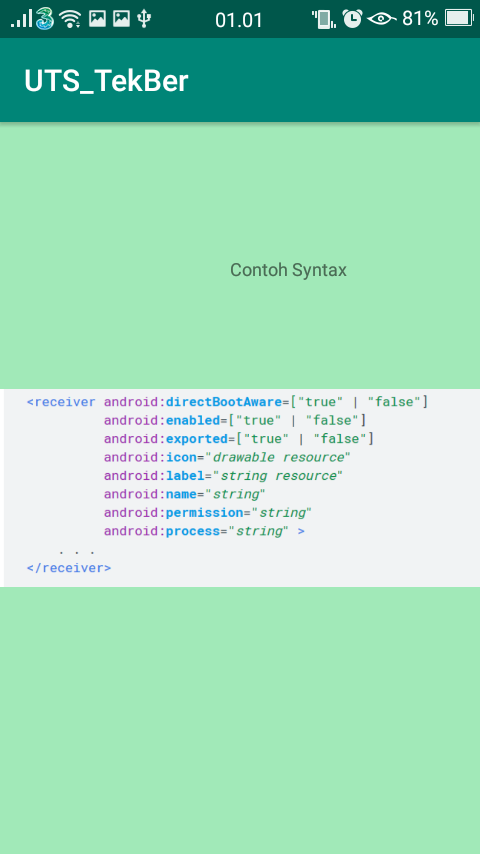 01.01
81%
UTS_TekBer
Contoh Syntax
<receiver android:directBootAware=["true" | "false"]
android:enabled=["true" | "false"]
android:exported=["true" | "false"]
android:icon="drawable resource"
android:label="string resource"
android:name="string"
android:permission="string"
android:process="string" >
. . .
</receiver>